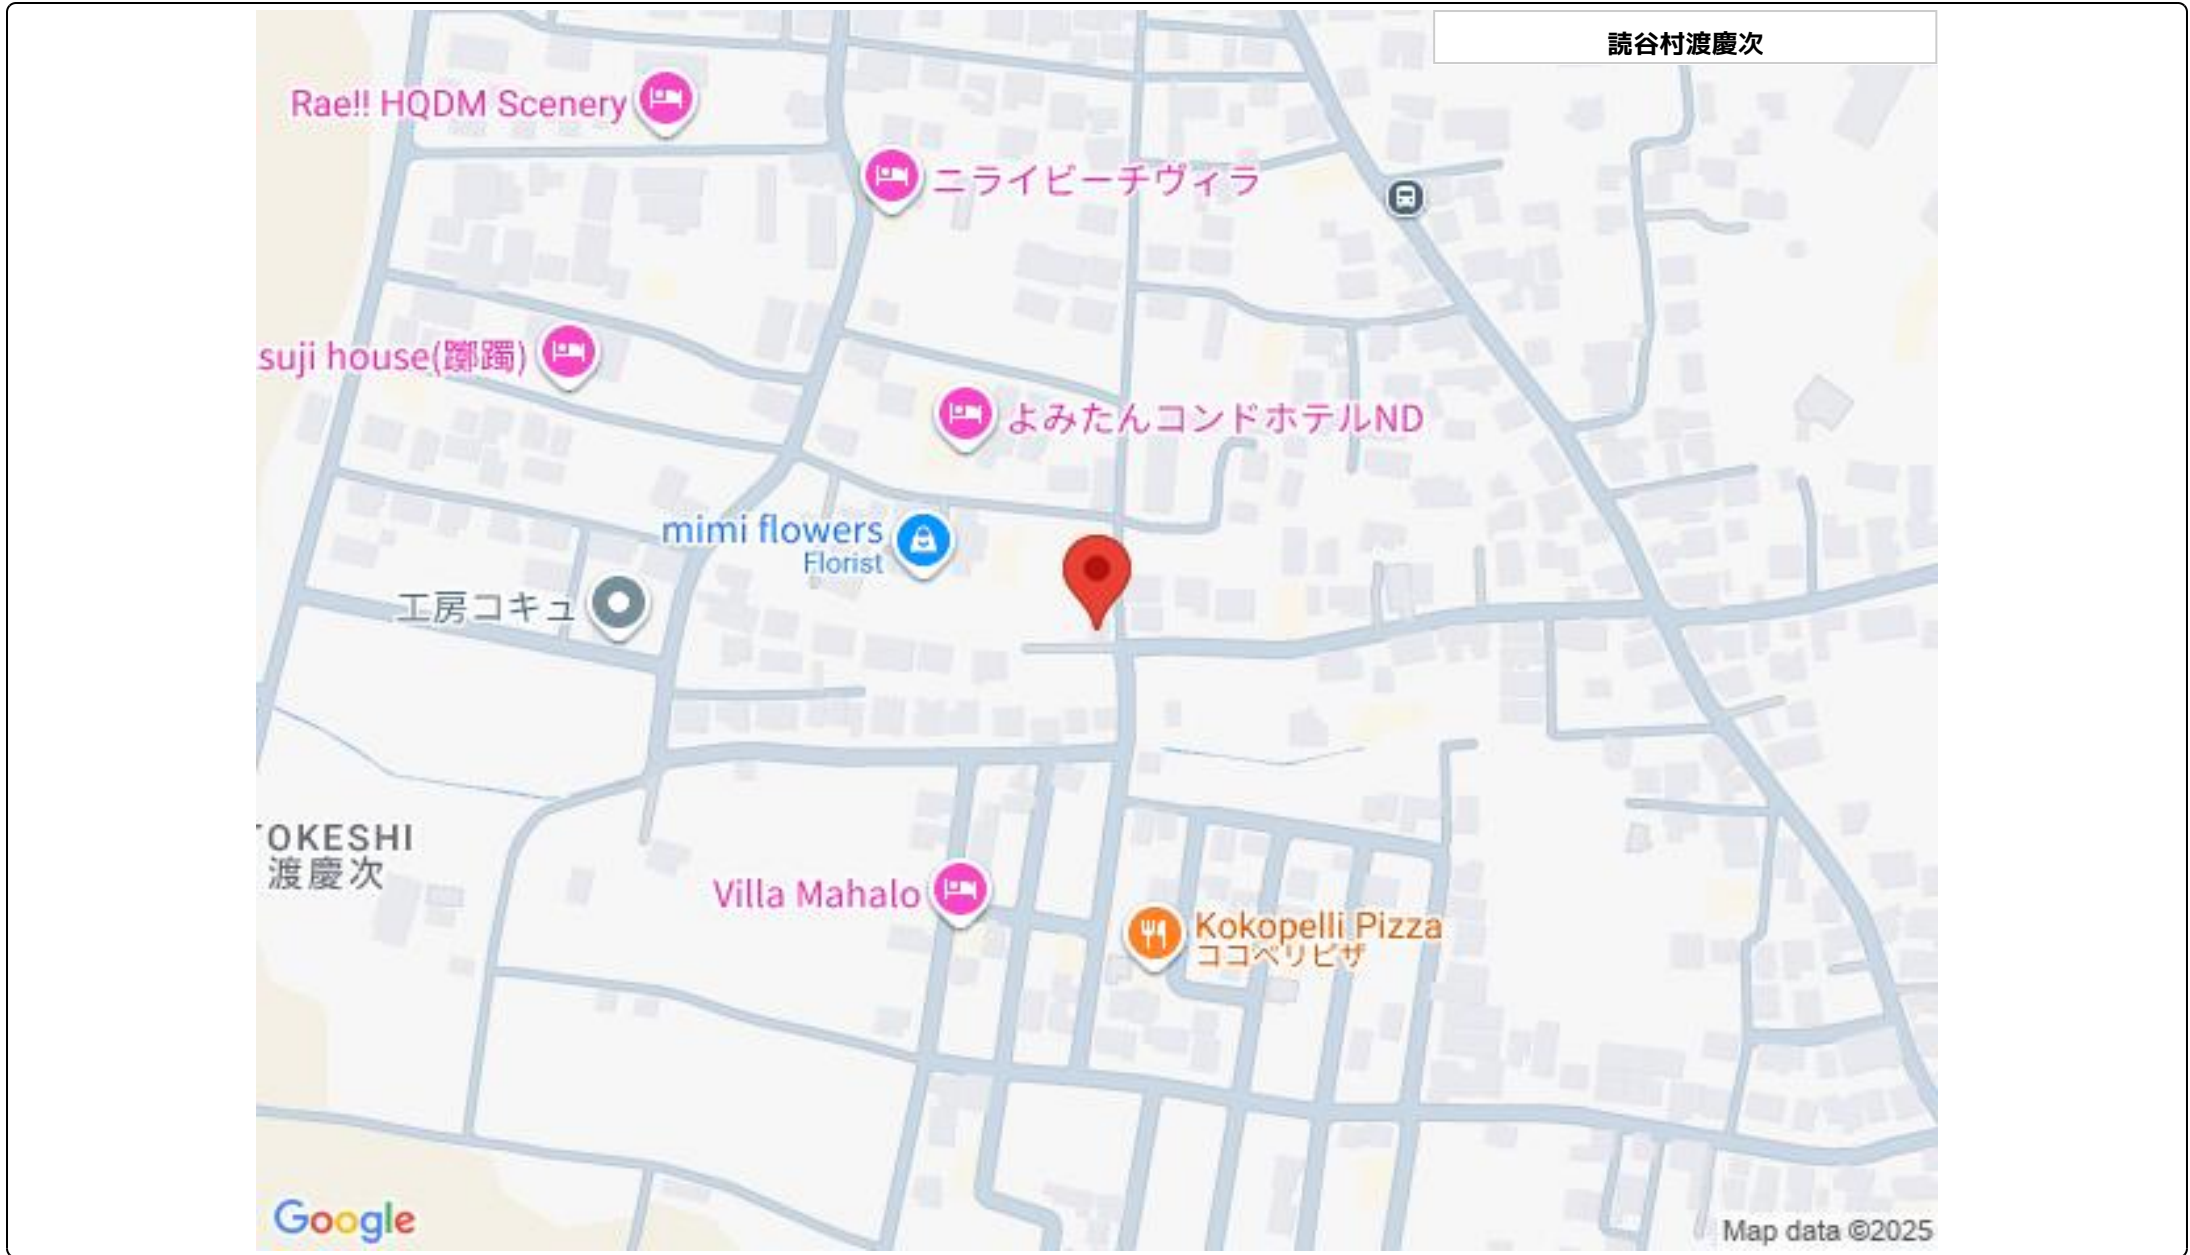 読谷村渡慶次
Rae!! HQDM Scenery
ニライビーチヴィラ
suji house(躑躅)
よみたんコンドホテルND
mimi flowers
Florist
工房コキュ
TOKESHI
渡慶次
Villa Mahalo
Kokopelli Pizza
ココペリピザ
Google
Map data ©2025